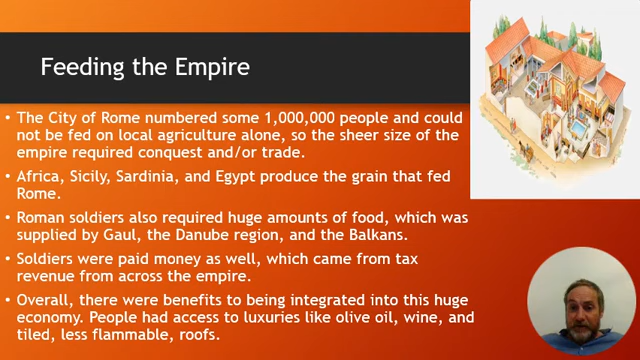 Feeding the Empire
• The City of Rome numbered some 1,000,000 people and could
not be fed on local agriculture alone, so the sheer size of the
empire required conquest and/or trade.
• Africa, Sicily, Sardinia, and Egypt produce the grain that fed
Rome.
• Roman soldiers also required huge amounts of food, which was
supplied by Gaul, the Danube region, and the Balkans.
• Soldiers were paid money as well, which came from tax
revenue from across the empire.
• Overall, there were benefits to being integrated into this huge
economy. People had access to luxuries like olive oil, wine, and
tiled, less flammable, roofs.